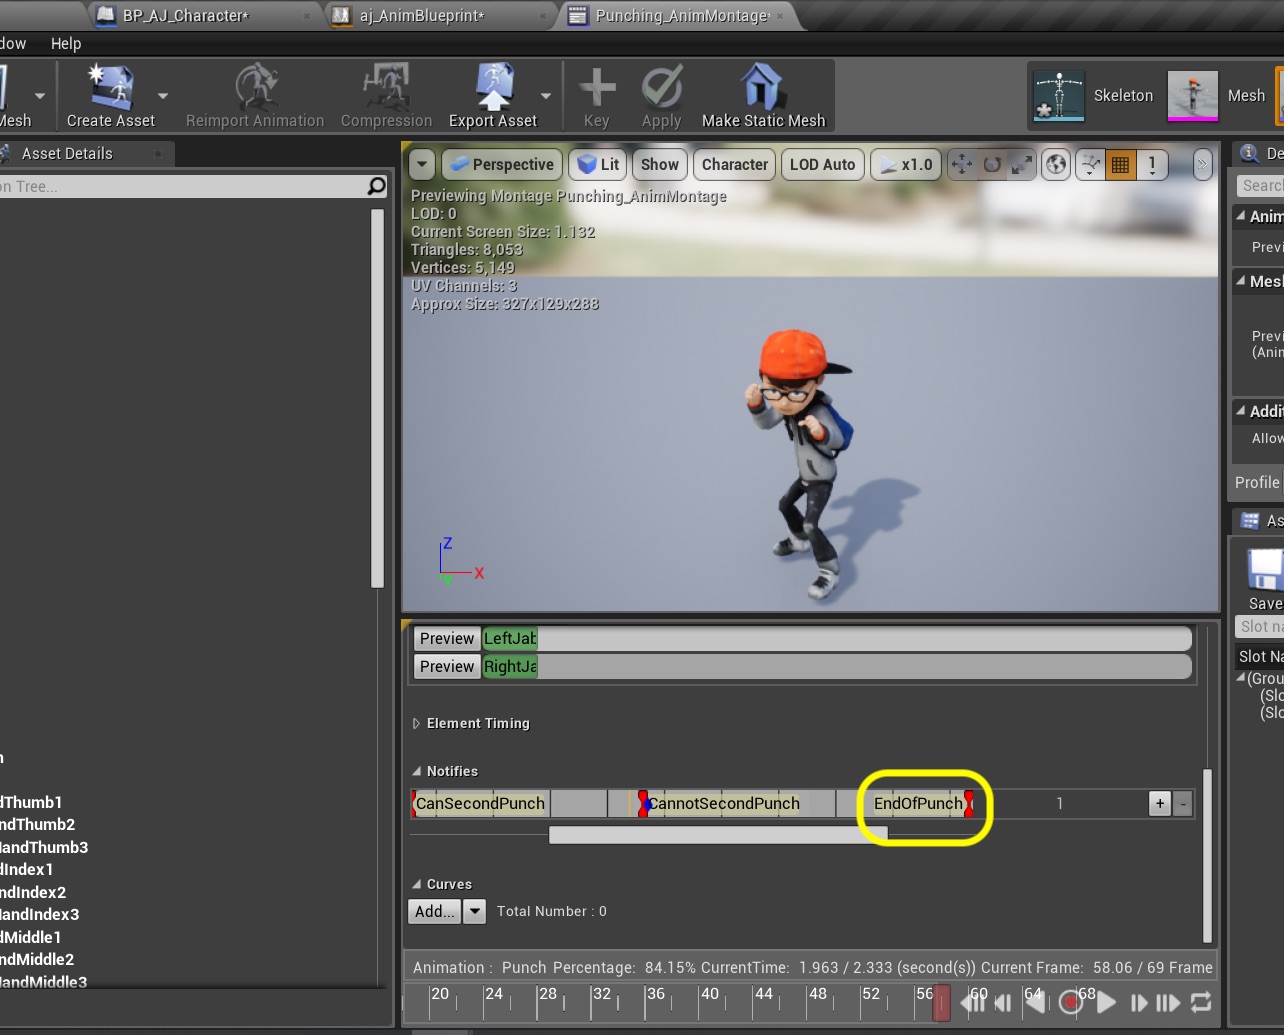 BP_AJ_Character*
aj_AnimBlueprint*
Punching_AnimMontage*
dow
Help
Mesh
Create Asset
Reimport Animation
Compression
Export Asset
Key
Apply
Make Static Mesh
Skeleton
Mesh
Asset Details
on Tree...
Perspective
Lit
Show
Character
LOD Auto
x1.0
1
Previewing Montage Punching_AnimMontage
LOD: 0
Current Screen Size: 1.132
Triangles: 8,053
Vertices: 5,149
UV Channels: 3
Approx Size: 327x129x288
Z
X
Y
De
Searc
Anim
Previ
Mesh
Previ
(Anim
Addit
Allow
Profile
As
Save
Slot na
Slot Na
(Grou
(Slo
(Slo
Preview LeftJab
Preview RightJa
Element Timing
Notifies
CanSecondPunch
CannotSecondPunch
EndOfPunch
1
+
-
Curves
Add...
Total Number : 0
dThumb1
ndThumb2
HandThumb3
dIndex1
ndIndex2
HandIndex3
dMiddle1
ndMiddle2
HandMiddle3
Animation : Punch Percentage: 84.15% CurrentTime: 1.963 / 2.333 (second(s)) Current Frame: 58.06 / 69 Frame
20 24 28 32 36 40 44 48 52 56 60 64 68